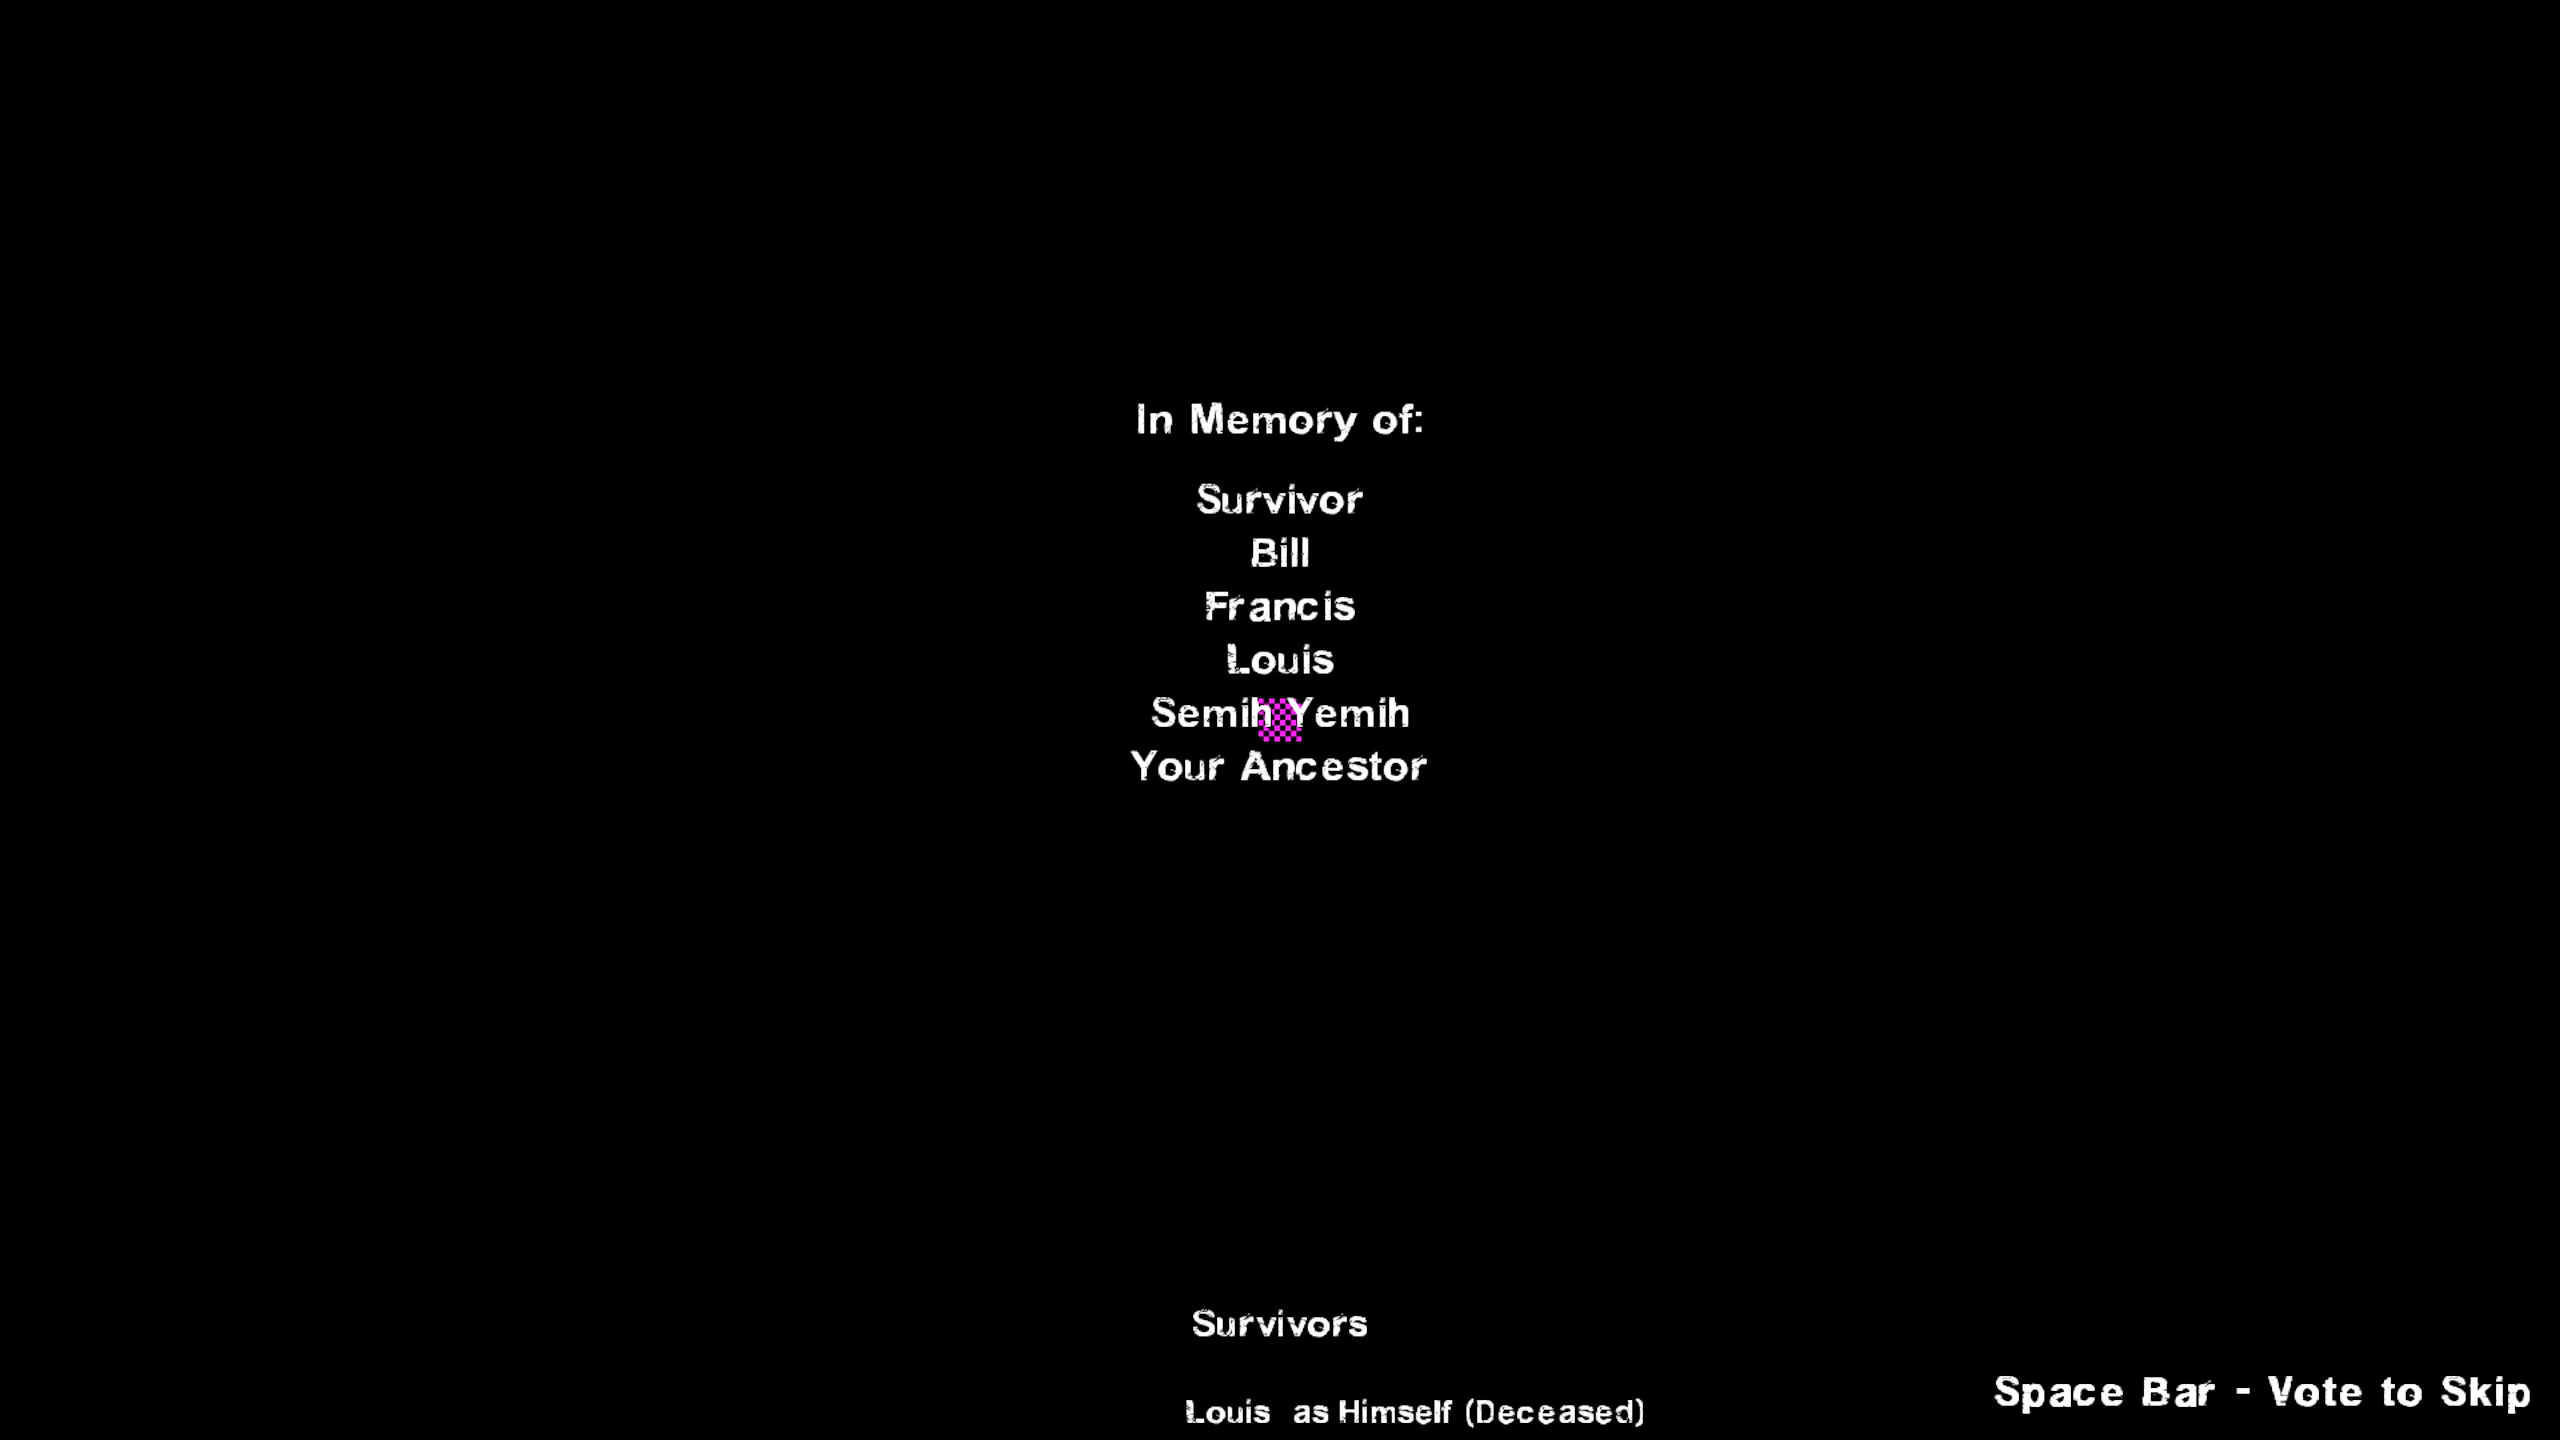 In Memory of:
Survivor
Bill
Francis
Louis
Semih Yemih
Your Ancestor
Survivors
Louis as Himself (Deceased)
Space Bar - Vote to Skip